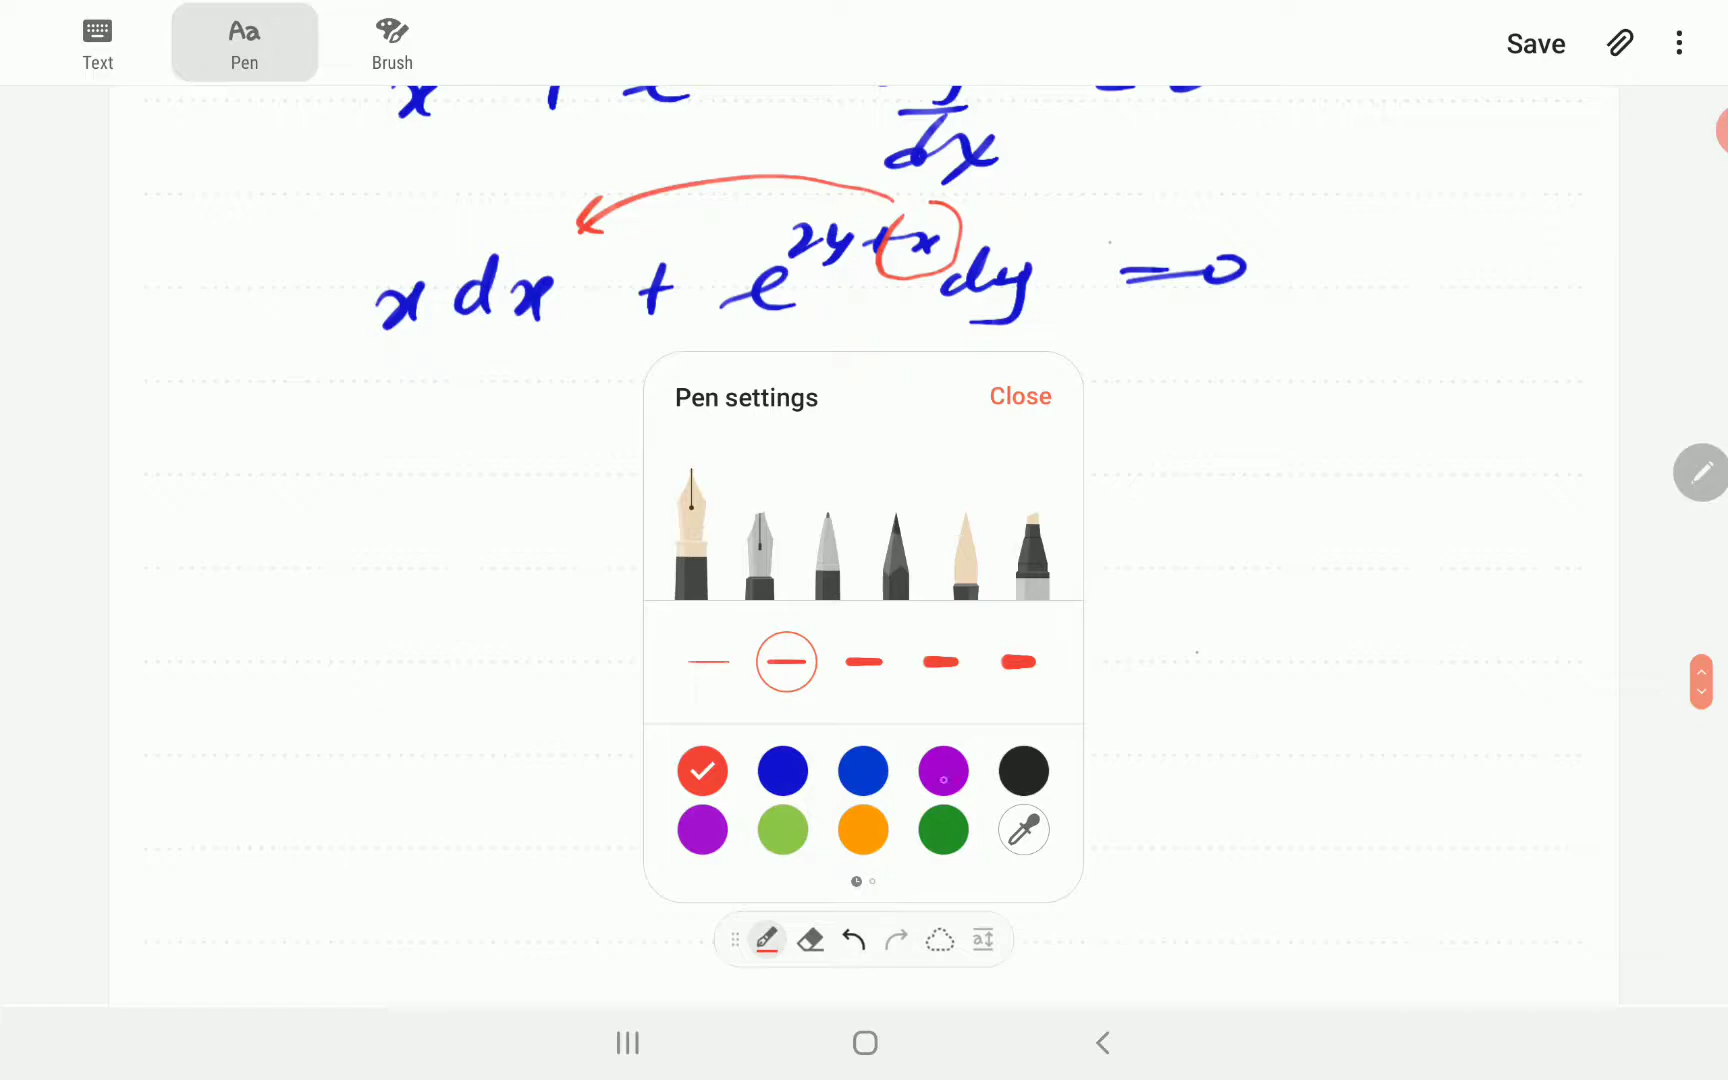 Text Pen Brush Save
dx
x dx + e^{2y+x} dy = 0
Pen settings Close